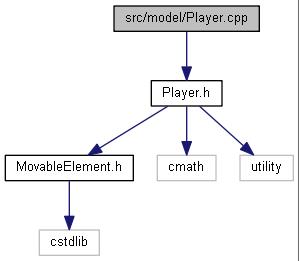 src/model/Player.cpp
Player.h
MovableElement.h
cmath
utility
cstdlib